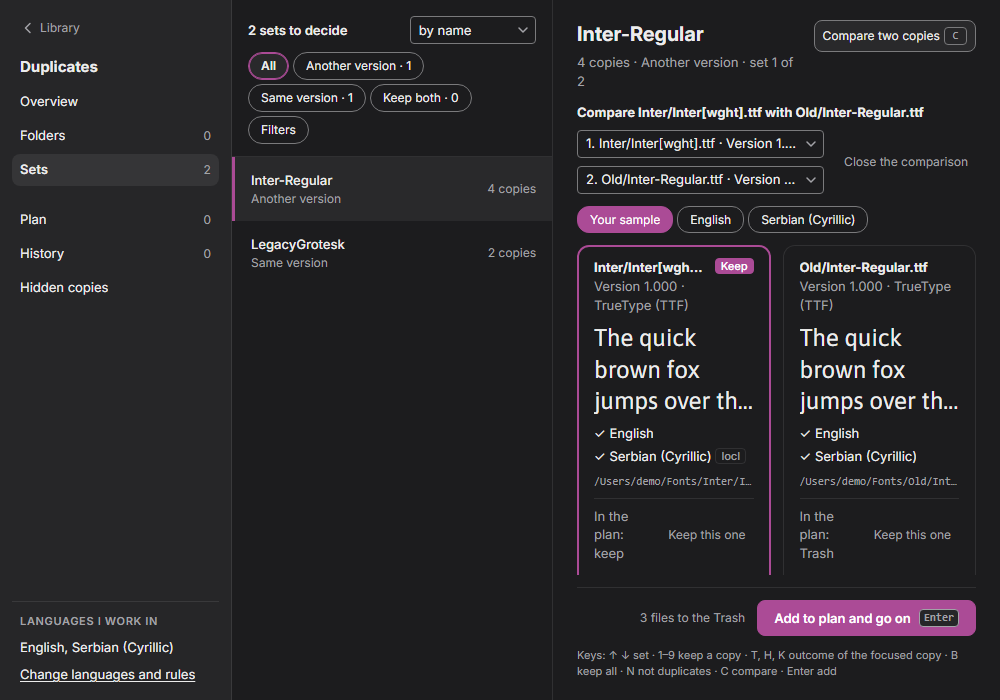 Library
Duplicates
Overview
Folders 0
Sets 2
Plan 0
History 0
Hidden copies
LANGUAGES I WORK IN
English, Serbian (Cyrillic)
Change languages and rules
2 sets to decide
by name
All
Another version · 1
Same version · 1
Keep both · 0
Filters
Inter-Regular
Another version
4 copies
LegacyGrotesk
Same version
2 copies
Inter-Regular
4 copies · Another version · set 1 of
2
Compare two copies C
Compare Inter/Inter[wght].ttf with Old/Inter-Regular.ttf
1. Inter/Inter[wght].ttf · Version 1....
2. Old/Inter-Regular.ttf · Version ...
Close the comparison
Your sample
English
Serbian (Cyrillic)
Inter/Inter[wgh... Keep
Version 1.000 ·
TrueType (TTF)
The quick
brown fox
jumps over th...
✓ English
✓ Serbian (Cyrillic) locl
/Users/demo/Fonts/Inter/I…
In the
plan:
keep
Keep this one
Old/Inter-Regular.ttf
Version 1.000 · TrueType
(TTF)
The quick
brown fox
jumps over th...
✓ English
✓ Serbian (Cyrillic)
/Users/demo/Fonts/Old/Int…
In the
plan:
Trash
Keep this one
3 files to the Trash
Add to plan and go on Enter
Keys: ↑ ↓ set · 1–9 keep a copy · T, H, K outcome of the focused copy · B
keep all · N not duplicates · C compare · Enter add